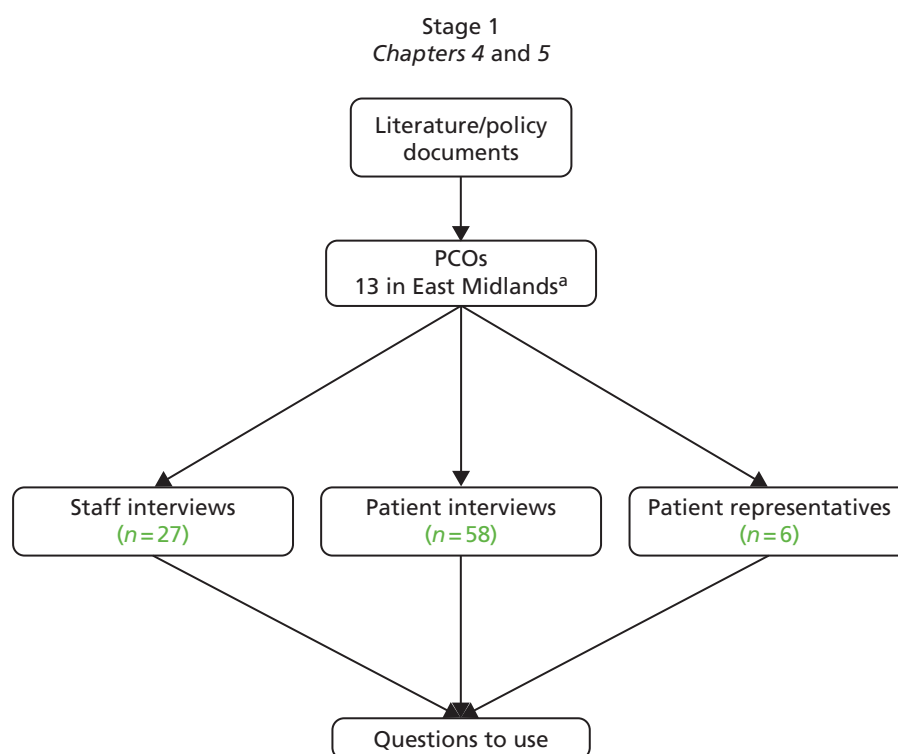 Stage 1
Chapters 4 and 5
Literature/policy
documents
PCOs
13 in East Midlandsᵃ
Staff interviews
(n=27)
Patient interviews
(n=58)
Patient representatives
(n=6)
Questions to use